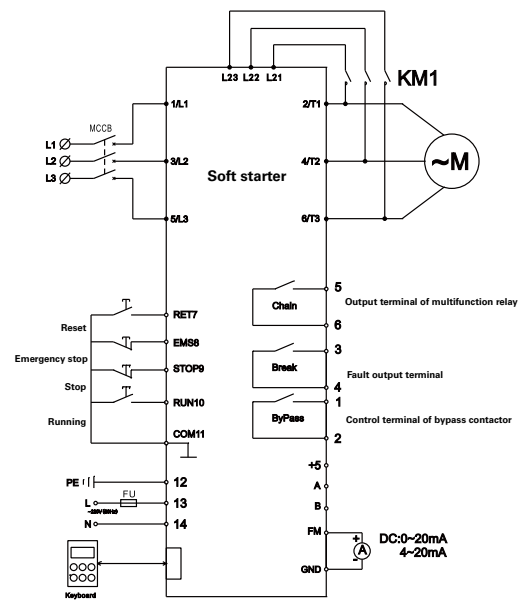 L23 L22 L21
KM1
1/L1
2/T1
MCCB
L1
L2
L3
3/L2
4/T2
~M
Soft starter
5/L3
6/T3
5
Chain
Output terminal of multifunction relay
6
RET7
Reset
EMS8
Emergency stop
STOP9
Stop
RUN10
Running
COM11
3
Break
Fault output terminal
4
1
ByPass
Control terminal of bypass contactor
2
+5
A
B
PE
12
L
FU
13
N
14
FM
+
A
-
DC:0~20mA
4~20mA
GND
Keyboard